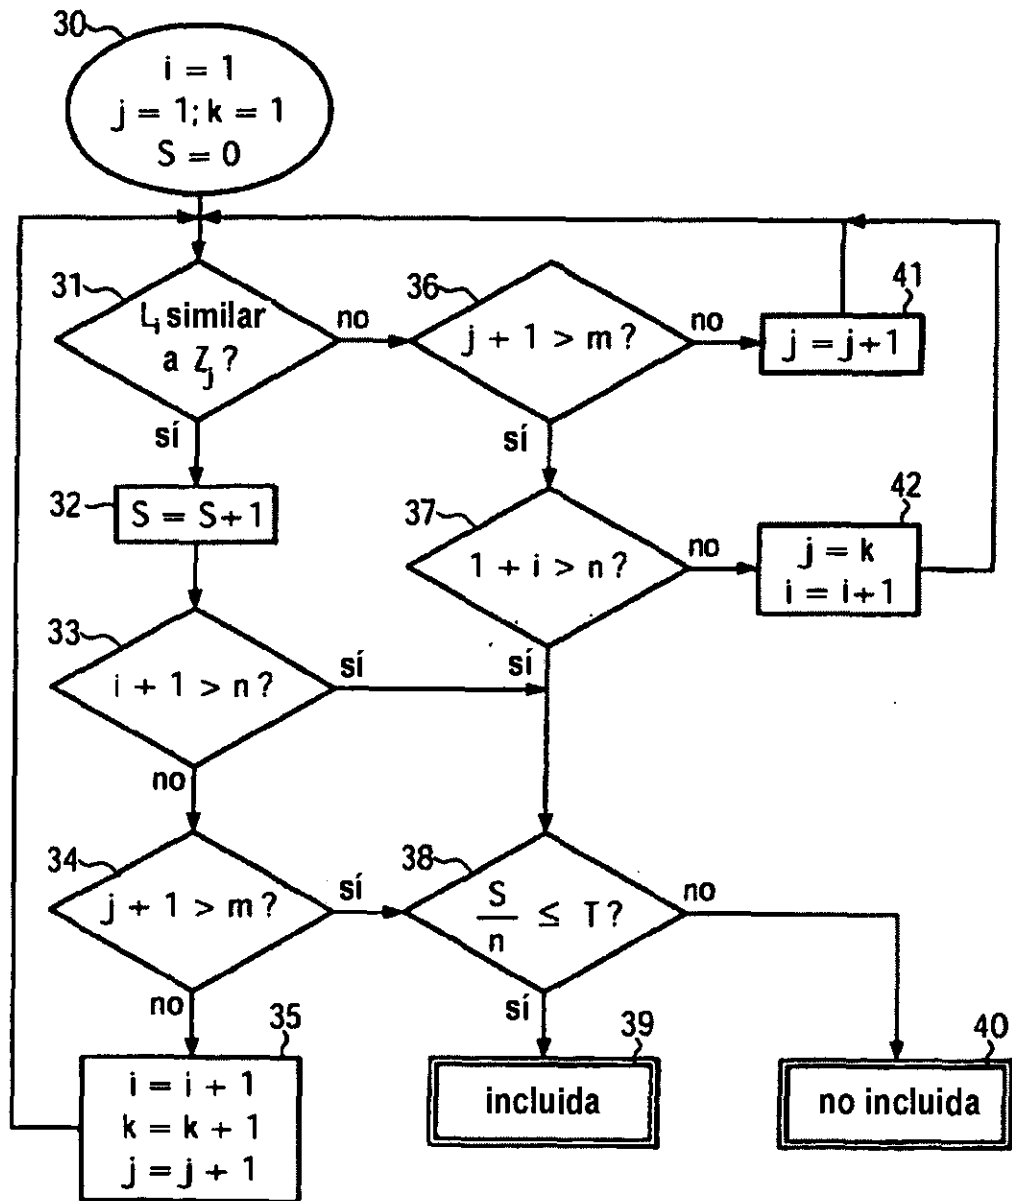 30
i = 1
j = 1; k = 1
S = 0
31
Li similar
a Zj ?
no
sí
36
j + 1 > m ?
no
sí
41
j = j+1
32
S = S+1
37
1 + i > n ?
no
sí
42
j = k
i = i+1
33
i + 1 > n ?
sí
no
34
j + 1 > m ?
sí
no
38
S
n ≤ T ?
no
sí
35
i = i + 1
k = k + 1
j = j + 1
39
incluida
40
no incluida